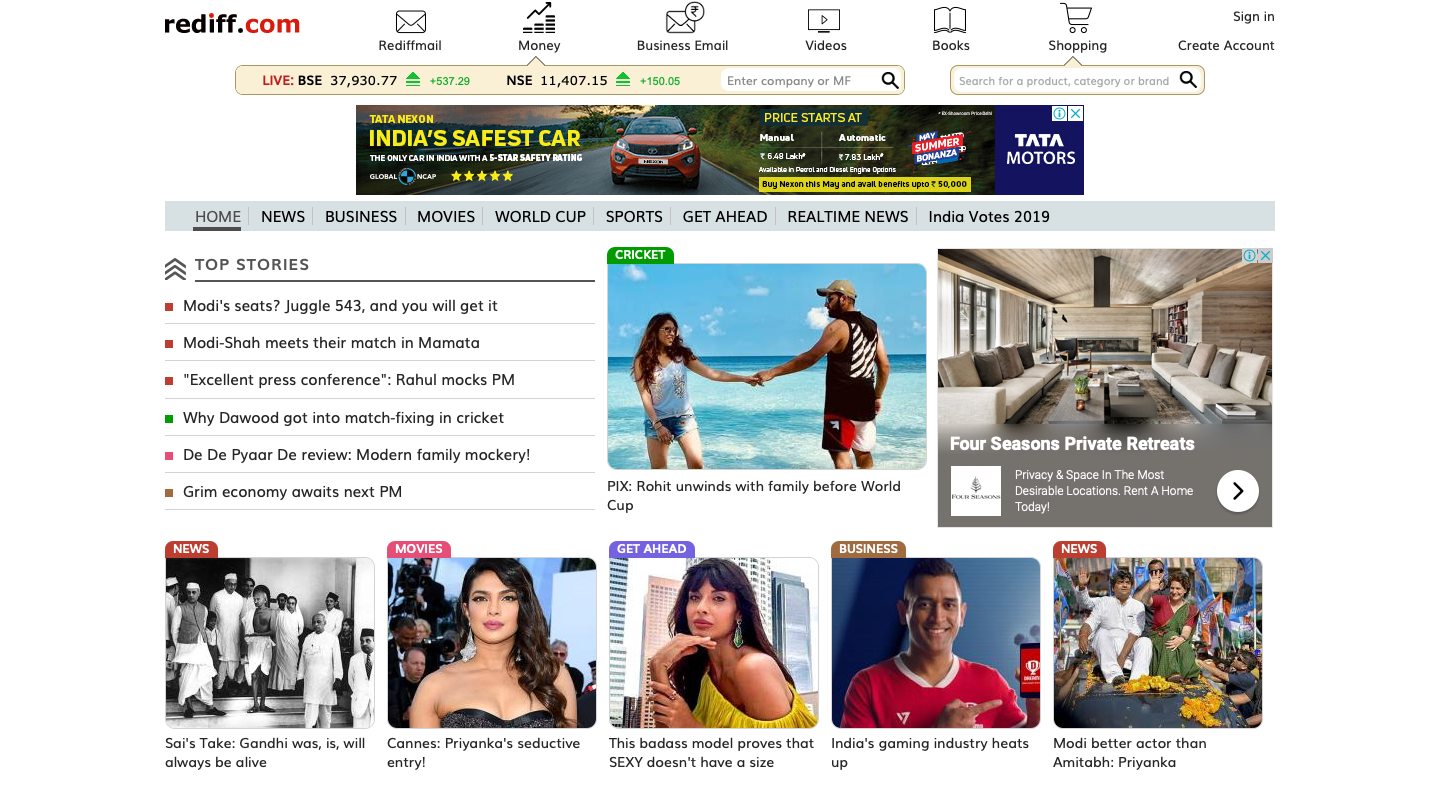 rediff.com
Rediffmail
Money
Business Email
Videos
Books
Shopping
Sign in
Create Account
LIVE: BSE 37,930.77 +537.29 NSE 11,407.15 +150.05
Enter company or MF
Search for a product, category or brand
TATA NEXON
INDIA'S SAFEST CAR
THE ONLY CAR IN INDIA WITH A 5-STAR SAFETY RATING
GLOBAL NCAP
NEXON
PRICE STARTS AT
* Ex-Showroom Price Delhi
Manual Automatic
₹ 6.48 Lakh* ₹ 7.83 Lakh*
Available in Petrol and Diesel Engine Options
Buy Nexon this May and avail benefits upto ₹ 50,000
MAY
SUMMER
BONANZA
TATA
MOTORS
HOME
NEWS
BUSINESS
MOVIES
WORLD CUP
SPORTS
GET AHEAD
REALTIME NEWS
India Votes 2019
TOP STORIES
Modi's seats? Juggle 543, and you will get it
Modi-Shah meets their match in Mamata
"Excellent press conference": Rahul mocks PM
Why Dawood got into match-fixing in cricket
De De Pyaar De review: Modern family mockery!
Grim economy awaits next PM
CRICKET
PIX: Rohit unwinds with family before World
Cup
Four Seasons Private Retreats
FOUR SEASONS
Privacy & Space In The Most
Desirable Locations. Rent A Home
Today!
NEWS
Sai's Take: Gandhi was, is, will
always be alive
MOVIES
Cannes: Priyanka's seductive
entry!
GET AHEAD
This badass model proves that
SEXY doesn't have a size
BUSINESS
India's gaming industry heats
up
NEWS
Modi better actor than
Amitabh: Priyanka